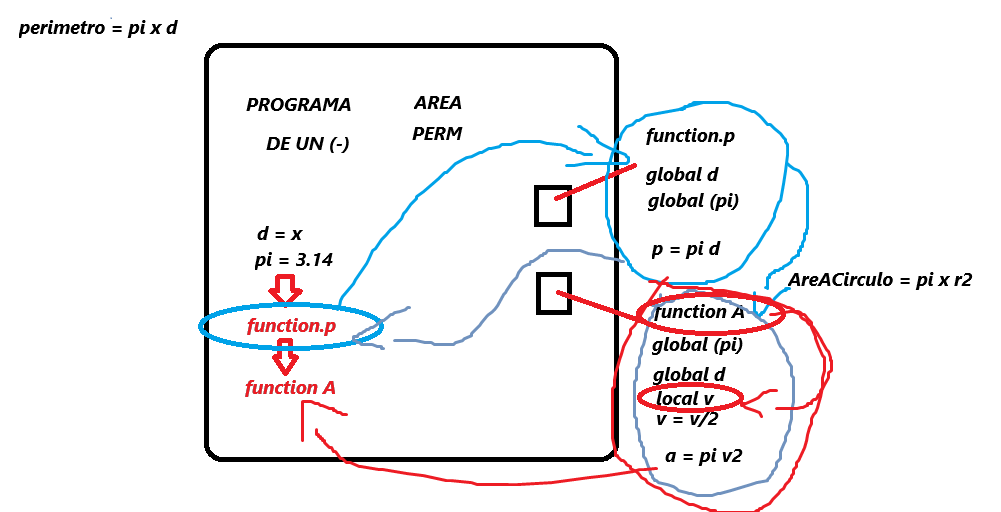 perimetro = pi x d
PROGRAMA
DE UN (-)
AREA
PERM
d = x
pi = 3.14
function.p
function A
function.p
global d
global (pi)
p = pi d
AreACirculo = pi x r2
function A
global (pi)
global d
local v
v = v/2
a = pi v2